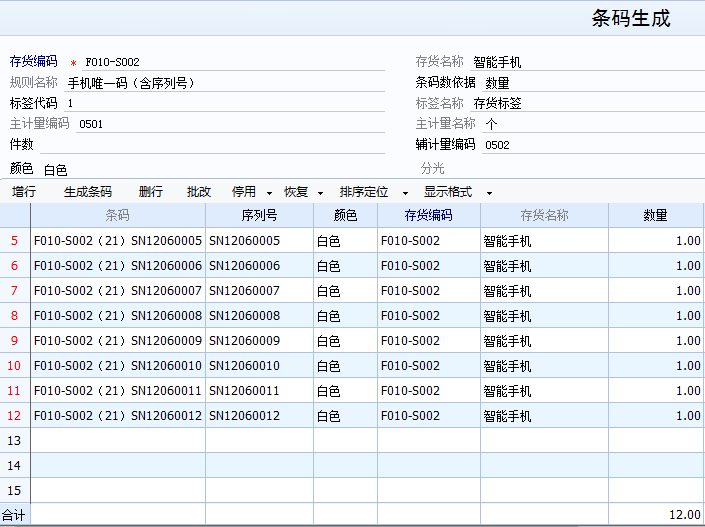 条码生成
存货编码 * F010-S002 存货名称 智能手机
规则名称 手机唯一码（含序列号） 条码数依据 数量
标签代码 1 标签名称 存货标签
主计量编码 0501 主计量名称 个
件数 辅计量编码 0502
颜色 白色 分光
增行 生成条码 删行 批改 停用 恢复 排序定位 显示格式
条码 序列号 颜色 存货编码 存货名称 数量
5 F010-S002（21）SN12060005 SN12060005 白色 F010-S002 智能手机 1.00
6 F010-S002（21）SN12060006 SN12060006 白色 F010-S002 智能手机 1.00
7 F010-S002（21）SN12060007 SN12060007 白色 F010-S002 智能手机 1.00
8 F010-S002（21）SN12060008 SN12060008 白色 F010-S002 智能手机 1.00
9 F010-S002（21）SN12060009 SN12060009 白色 F010-S002 智能手机 1.00
10 F010-S002（21）SN12060010 SN12060010 白色 F010-S002 智能手机 1.00
11 F010-S002（21）SN12060011 SN12060011 白色 F010-S002 智能手机 1.00
12 F010-S002（21）SN12060012 SN12060012 白色 F010-S002 智能手机 1.00
13
14
15
合计 12.00